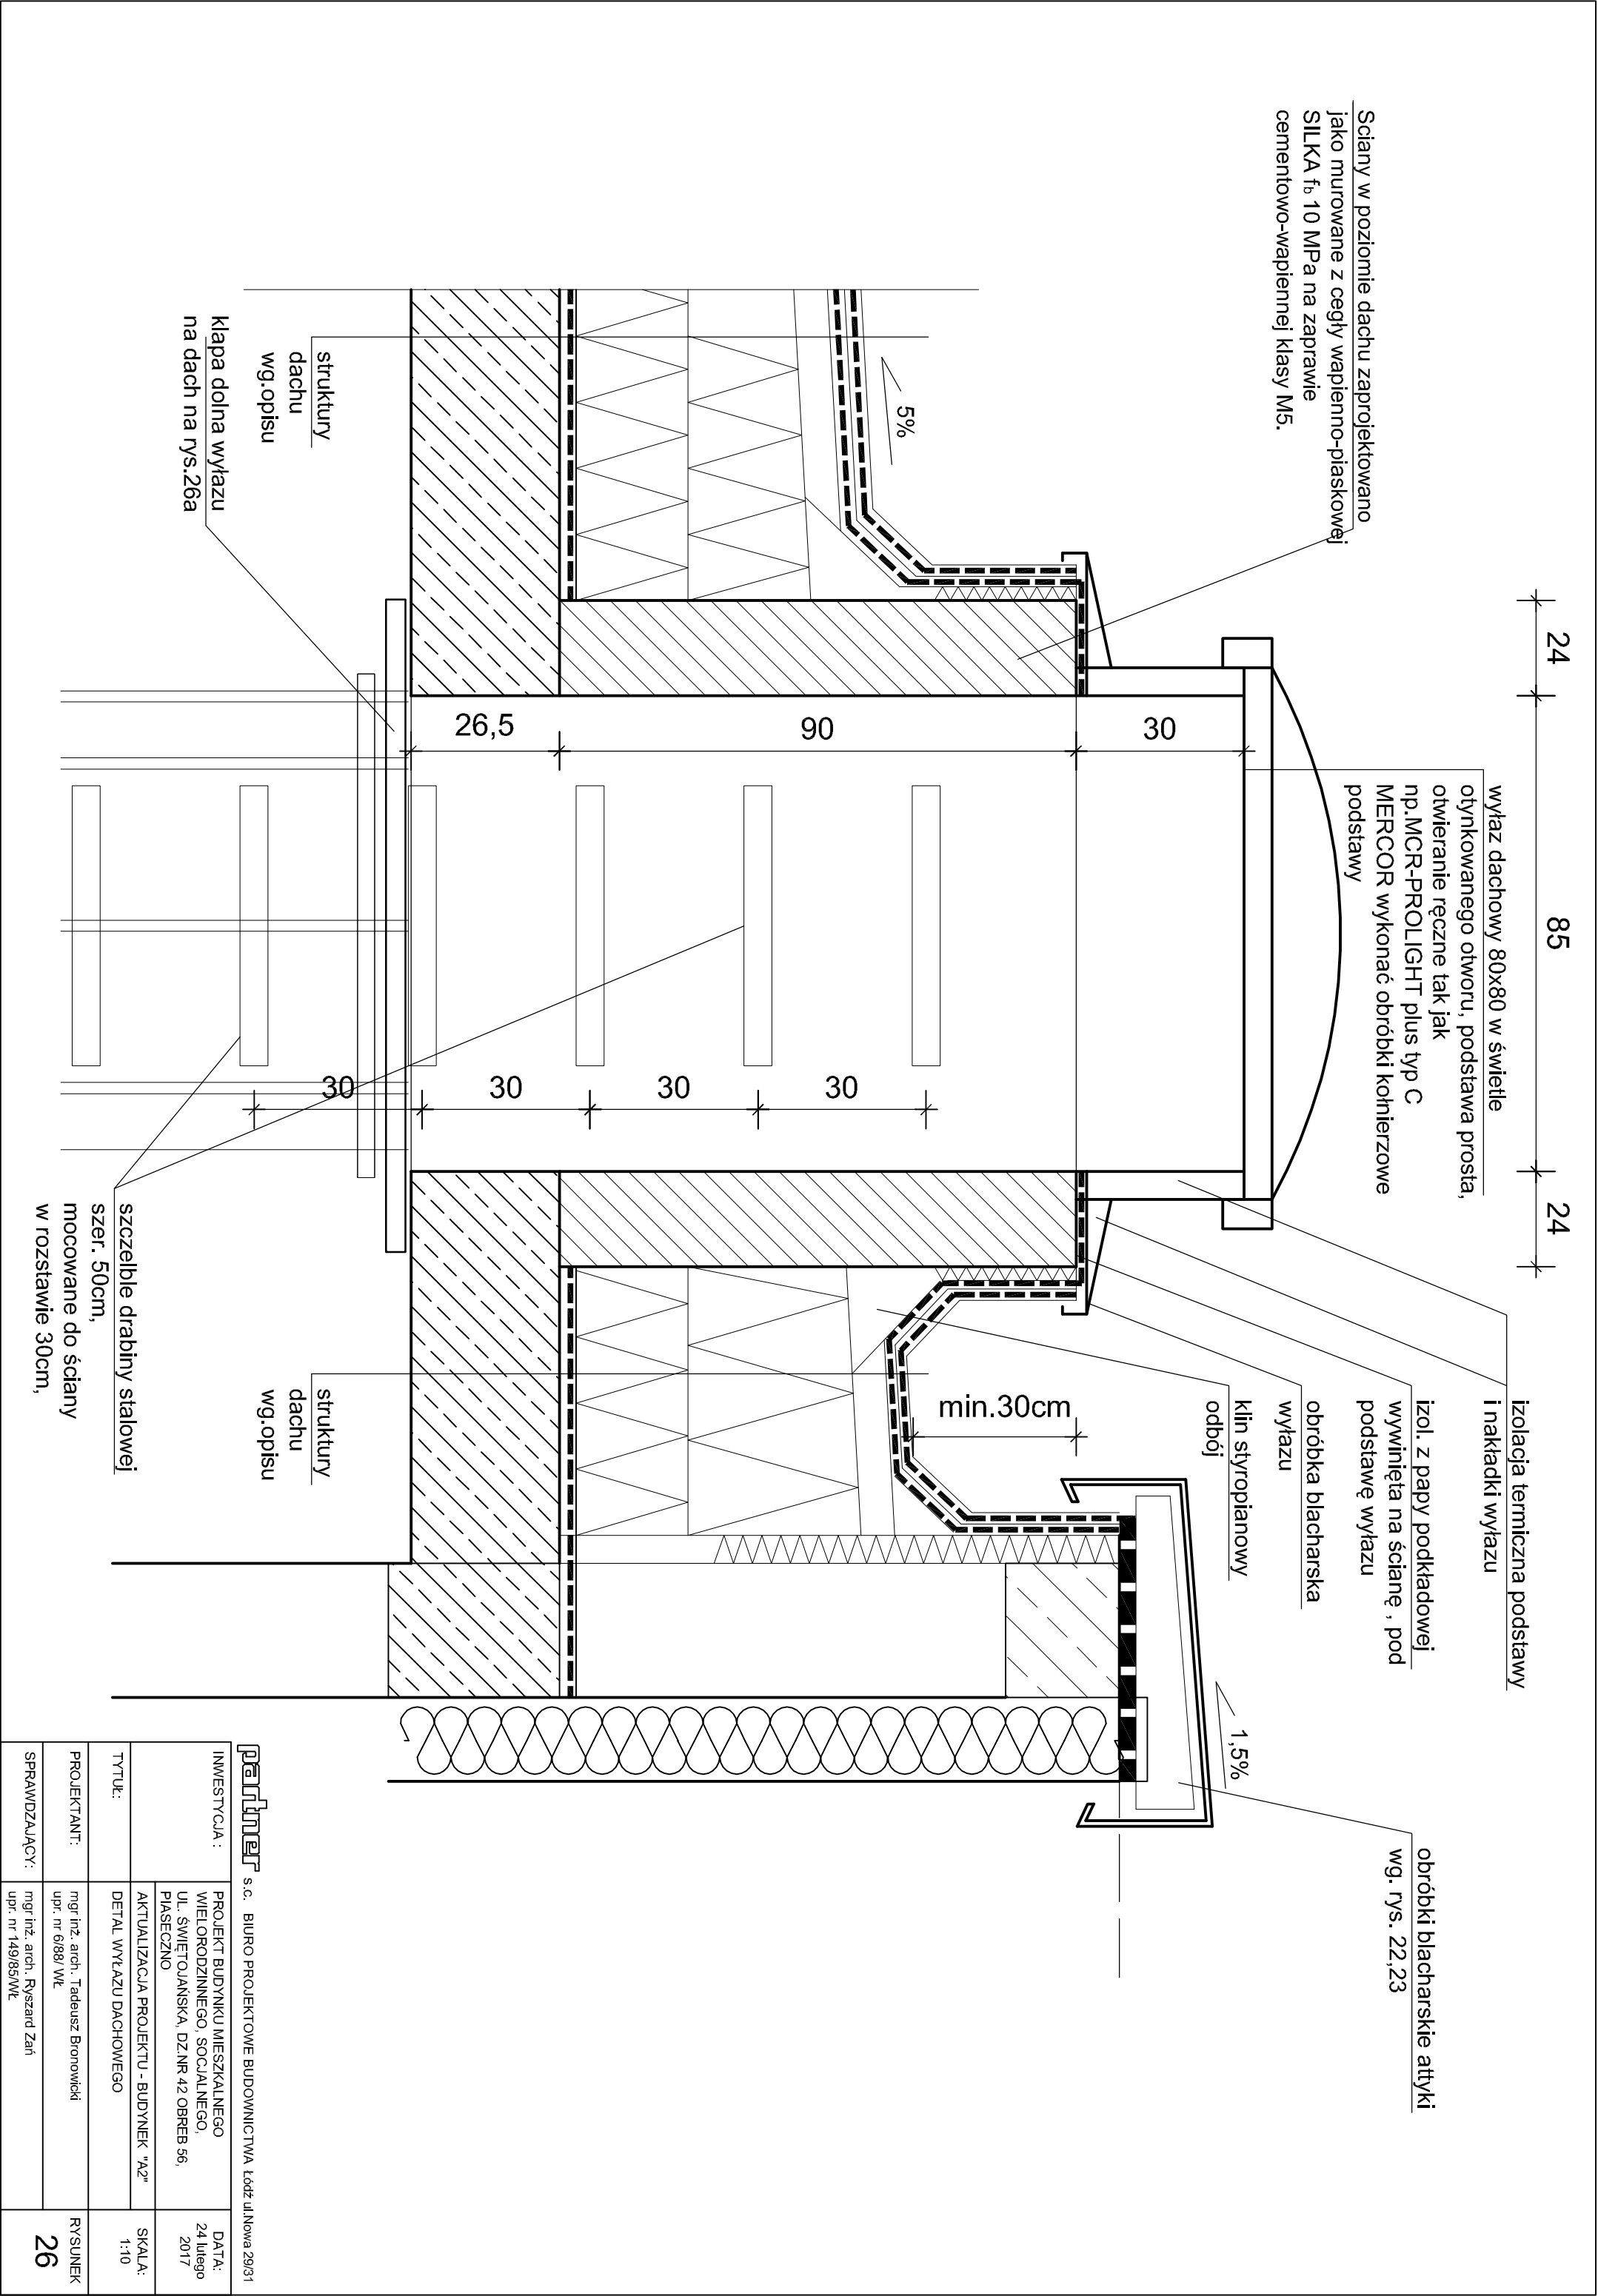 Ściany w poziomie dachu zaprojektowano
jako murowane z cegły wapienno-piaskowej
SILKA fb 10 MPa na zaprawie
cementowo-wapiennej klasy M5.
24
85
24
wyłaz dachowy 80x80 w świetle
otynkowanego otworu, podstawa prosta,
otwieranie ręczne tak jak
np.MCR-PROLIGHT plus typ C
MERCOR wykonać obróbki kołnierzowe
podstawy
izolacja termiczna podstawy
i nakładki wyłazu
izol. z papy podkładowej
wywinięta na ścianę , pod
podstawę wyłazu
obróbka blacharska
wyłazu
klin styropianowy
odbój
obróbki blacharskie attyki
wg. rys. 22,23
5%
1,5%
30
90
26,5
min.30cm
30
30
30
30
struktury
dachu
wg.opisu
struktury
dachu
wg.opisu
klapa dolna wyłazu
na dach na rys.26a
szczelble drabiny stalowej
szer. 50cm,
mocowane do ściany
w rozstawie 30cm,
partner s.c. BIURO PROJEKTOWE BUDOWNICTWA Łódź ul.Nowa 29/31
INWESTYCJA :
PROJEKT BUDYNKU MIESZKALNEGO
WIELORODZINNEGO, SOCJALNEGO,
UL. ŚWIĘTOJAŃSKA, DZ.NR 42 OBREB 56,
PIASECZNO
AKTUALIZACJA PROJEKTU - BUDYNEK "A2"
DATA:
24 lutego
2017
TYTUŁ:
DETAL WYŁAZU DACHOWEGO
SKALA:
1:10
PROJEKTANT:
mgr inż. arch. Tadeusz Bronowicki
upr. nr 6/88/ WŁ
SPRAWDZAJĄCY:
mgr inż. arch. Ryszard Zań
upr. nr 149/85/WŁ
RYSUNEK
26